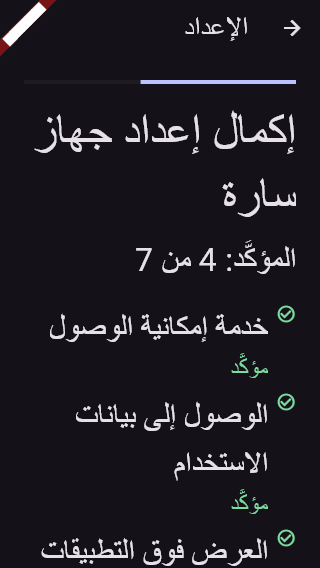 الإعداد
إكمال إعداد جهاز
سارة
المؤكَّد: 4 من 7
خدمة إمكانية الوصول
مؤكَّد
الوصول إلى بيانات
الاستخدام
مؤكَّد
العرض فوق التطبيقات